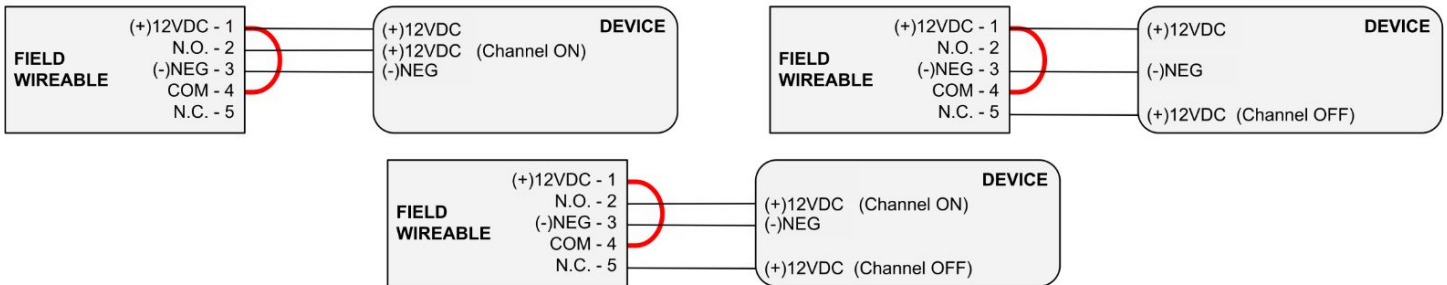 (+)12VDC - 1
N.O. - 2
(-)NEG - 3
COM - 4
N.C. - 5
FIELD
WIREABLE
DEVICE
(+)12VDC
(+)12VDC (Channel ON)
(-)NEG
(+)12VDC - 1
N.O. - 2
(-)NEG - 3
COM - 4
N.C. - 5
FIELD
WIREABLE
DEVICE
(+)12VDC
(-)NEG
(+)12VDC (Channel OFF)
(+)12VDC - 1
N.O. - 2
(-)NEG - 3
COM - 4
N.C. - 5
FIELD
WIREABLE
DEVICE
(+)12VDC (Channel ON)
(-)NEG
(+)12VDC (Channel OFF)